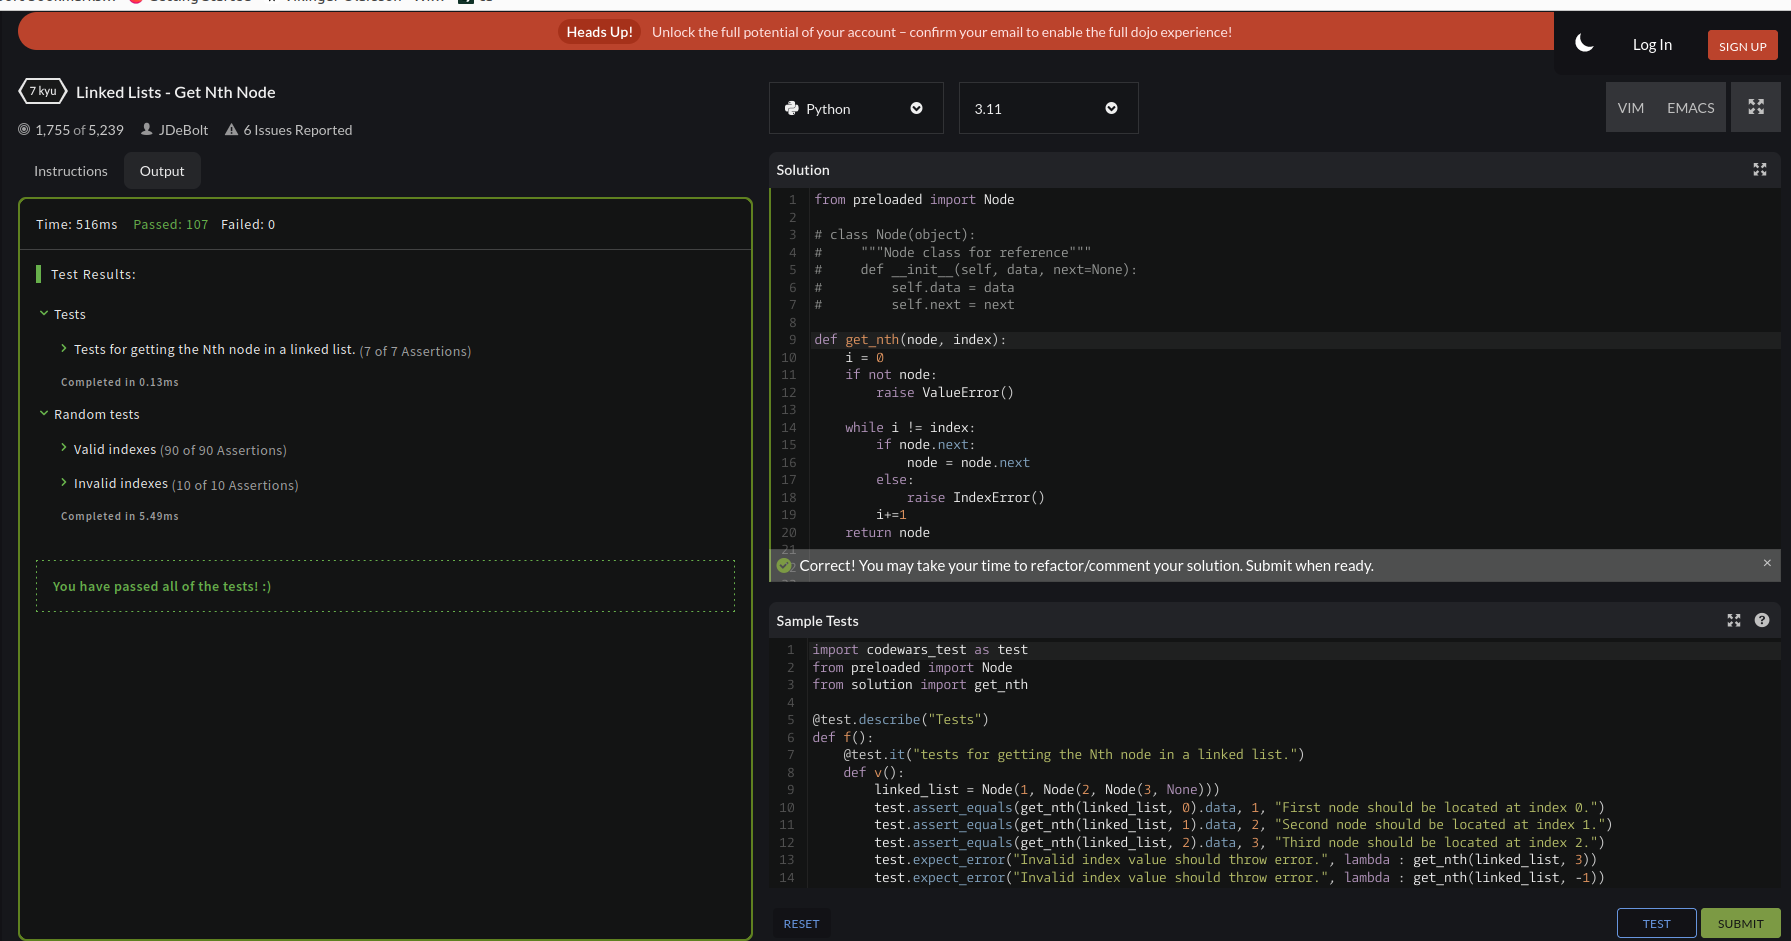 Heads Up! Unlock the full potential of your account – confirm your email to enable the full dojo experience!
Log In
SIGN UP
7 kyu
Linked Lists - Get Nth Node
1,755 of 5,239
JDeBolt
6 Issues Reported
Python
3.11
VIM
EMACS
Instructions
Output
Time: 516ms Passed: 107 Failed: 0
Test Results:
Tests
Tests for getting the Nth node in a linked list. (7 of 7 Assertions)
Completed in 0.13ms
Random tests
Valid indexes (90 of 90 Assertions)
Invalid indexes (10 of 10 Assertions)
Completed in 5.49ms
You have passed all of the tests! :)
Solution
1 from preloaded import Node
2
3 # class Node(object):
4 #     """Node class for reference"""
5 #     def __init__(self, data, next=None):
6 #         self.data = data
7 #         self.next = next
8
9 def get_nth(node, index):
10     i = 0
11     if not node:
12         raise ValueError()
13
14     while i != index:
15         if node.next:
16             node = node.next
17         else:
18             raise IndexError()
19         i+=1
20     return node
21
Correct! You may take your time to refactor/comment your solution. Submit when ready.
Sample Tests
1 import codewars_test as test
2 from preloaded import Node
3 from solution import get_nth
4
5 @test.describe("Tests")
6 def f():
7     @test.it("tests for getting the Nth node in a linked list.")
8     def v():
9         linked_list = Node(1, Node(2, Node(3, None)))
10         test.assert_equals(get_nth(linked_list, 0).data, 1, "First node should be located at index 0.")
11         test.assert_equals(get_nth(linked_list, 1).data, 2, "Second node should be located at index 1.")
12         test.assert_equals(get_nth(linked_list, 2).data, 3, "Third node should be located at index 2.")
13         test.expect_error("Invalid index value should throw error.", lambda : get_nth(linked_list, 3))
14         test.expect_error("Invalid index value should throw error.", lambda : get_nth(linked_list, -1))
RESET
TEST
SUBMIT